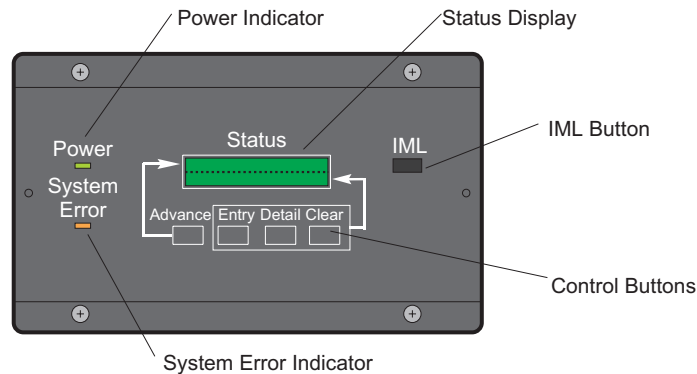 Power Indicator
Status Display
Status
IML
IML Button
Power
System
Error
Advance
Entry Detail Clear
Control Buttons
System Error Indicator